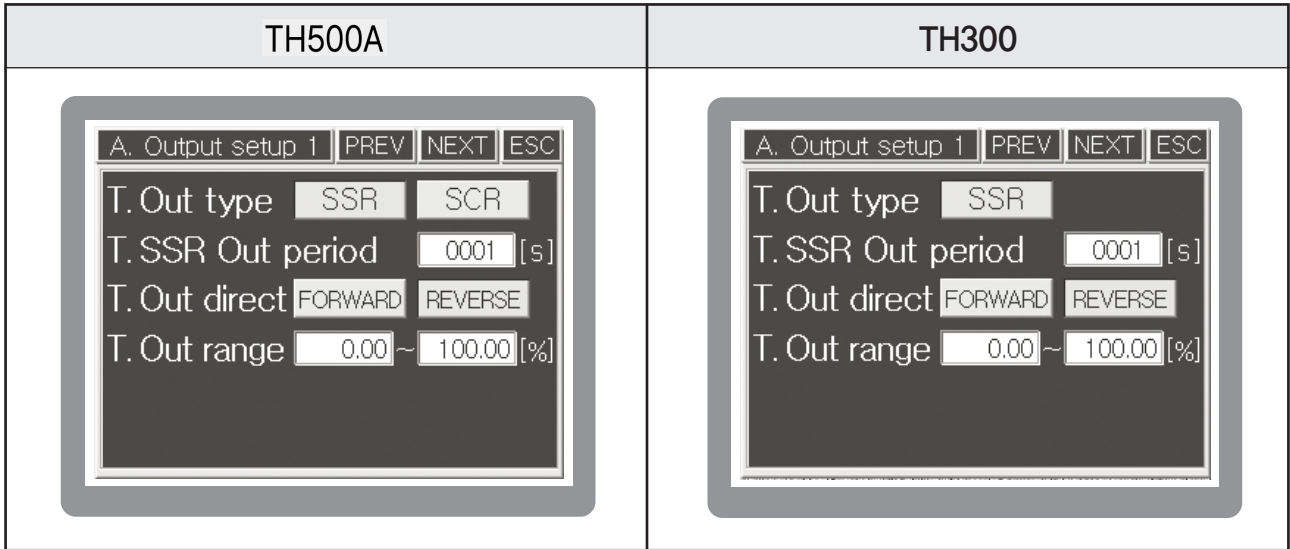 TH500A
TH300
A. Output setup 1 PREV NEXT ESC
T. Out type SSR SCR
T. SSR Out period 0001 [s]
T. Out direct FORWARD REVERSE
T. Out range 0.00 ~ 100.00 [%]
A. Output setup 1 PREV NEXT ESC
T. Out type SSR
T. SSR Out period 0001 [s]
T. Out direct FORWARD REVERSE
T. Out range 0.00 ~ 100.00 [%]